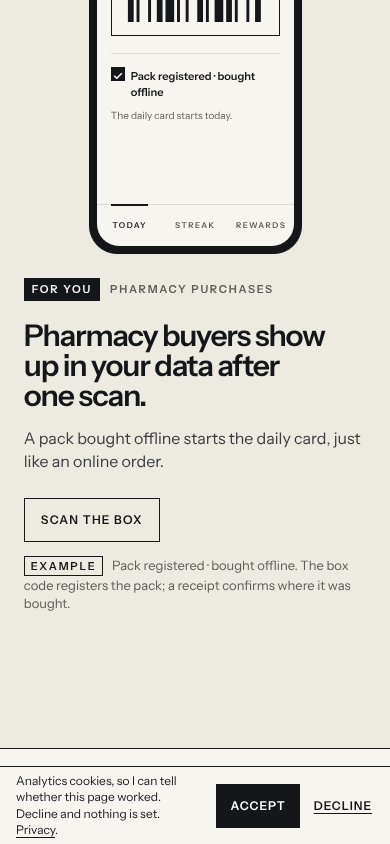 Pack registered · bought
offline
The daily card starts today.
TODAY STREAK REWARDS
FOR YOU PHARMACY PURCHASES
Pharmacy buyers show
up in your data after
one scan.
A pack bought offline starts the daily card, just
like an online order.
SCAN THE BOX
EXAMPLE Pack registered · bought offline. The box
code registers the pack; a receipt confirms where it was
bought.
Analytics cookies, so I can tell
whether this page worked.
Decline and nothing is set.
Privacy.
ACCEPT DECLINE